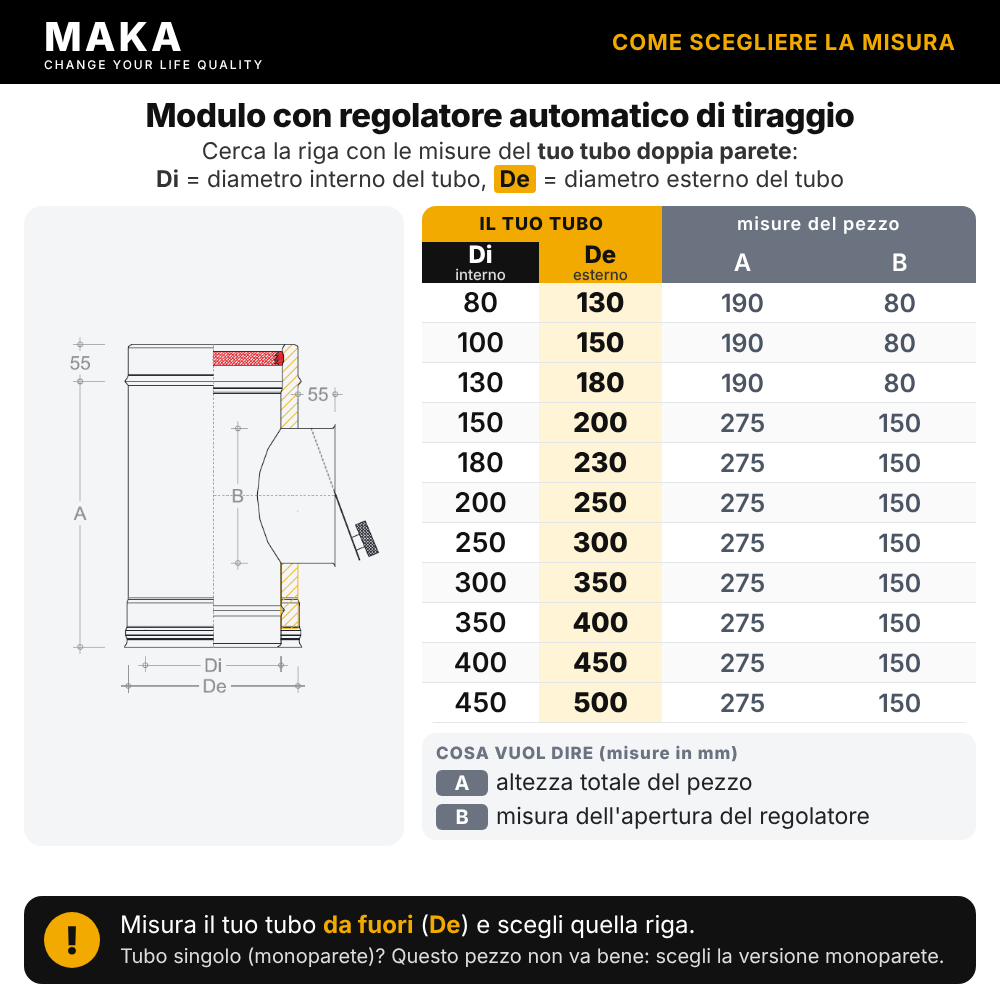 MAKA
CHANGE YOUR LIFE QUALITY
COME SCEGLIERE LA MISURA
Modulo con regolatore automatico di tiraggio
Cerca la riga con le misure del tuo tubo doppia parete:
Di = diametro interno del tubo, De = diametro esterno del tubo
55
55
B
A
Di
De
IL TUO TUBO misure del pezzo
Di De A B
interno esterno
80 130 190 80
100 150 190 80
130 180 190 80
150 200 275 150
180 230 275 150
200 250 275 150
250 300 275 150
300 350 275 150
350 400 275 150
400 450 275 150
450 500 275 150
COSA VUOL DIRE (misure in mm)
A altezza totale del pezzo
B misura dell'apertura del regolatore
! Misura il tuo tubo da fuori (De) e scegli quella riga.
Tubo singolo (monoparete)? Questo pezzo non va bene: scegli la versione monoparete.